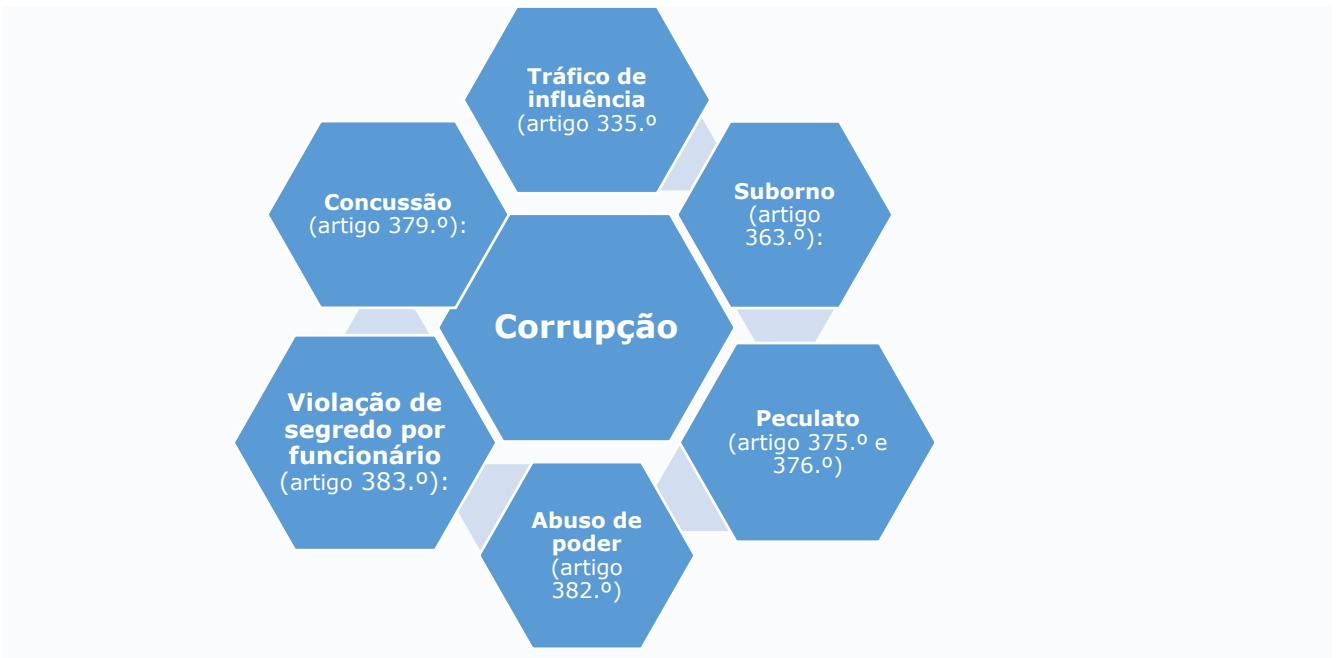 Tráfico de
influência
(artigo 335.º
Suborno
(artigo
363.º):
Peculato
(artigo 375.º e
376.º)
Abuso de
poder
(artigo
382.º)
Violação de
segredo por
funcionário
(artigo 383.º):
Concussão
(artigo 379.º):
Corrupção